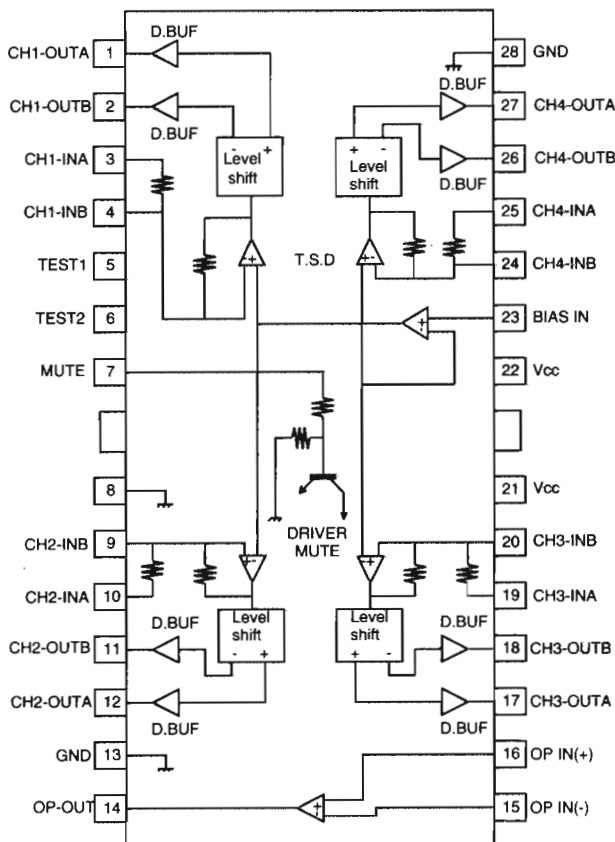 D.BUF
CH1-OUTA 1
28 GND
D.BUF
CH1-OUTB 2
27 CH4-OUTA
D.BUF
CH1-INA 3
- +
Level shift
+ -
Level shift
26 CH4-OUTB
D.BUF
CH1-INB 4
25 CH4-INA
TEST1 5
+
T.S.D
+-
24 CH4-INB
TEST2 6
+
23 BIAS IN
MUTE 7
22 Vcc
8
21 Vcc
DRIVER
MUTE
CH2-INB 9
+-
+-
20 CH3-INB
CH2-INA 10
19 CH3-INA
Level
shift
- +
Level
shift
+ -
D.BUF
D.BUF
CH2-OUTB 11
18 CH3-OUTB
CH2-OUTA 12
17 CH3-OUTA
D.BUF
D.BUF
GND 13
16 OP IN(+)
OP-OUT 14
+
15 OP IN(-)